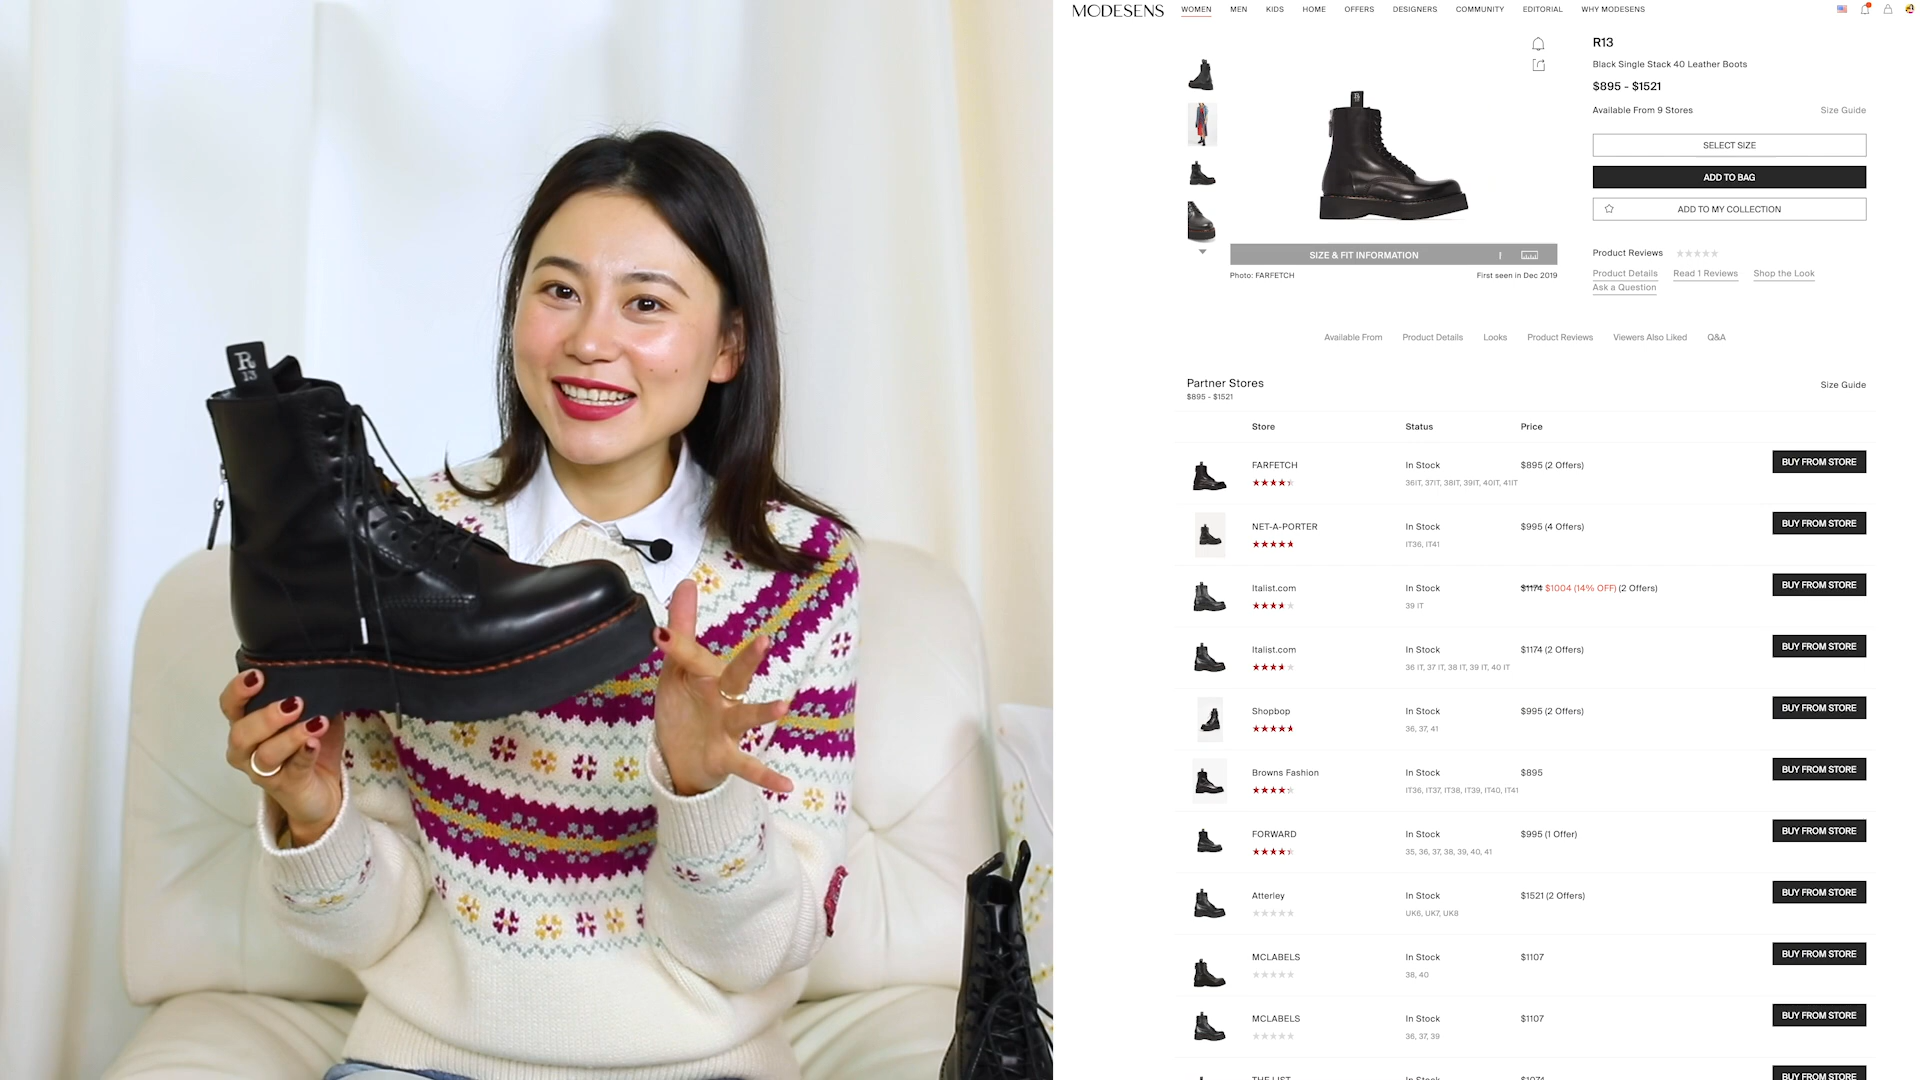 R
13
MODESENS
WOMEN MEN KIDS HOME OFFERS DESIGNERS COMMUNITY EDITORIAL WHY MODESENS
R13
Black Single Stack 40 Leather Boots
$895 - $1521
Available From 9 Stores Size Guide
SELECT SIZE
ADD TO BAG
ADD TO MY COLLECTION
SIZE & FIT INFORMATION
Photo: FARFETCH First seen in Dec 2019
Product Reviews
Product Details Read 1 Reviews Shop the Look
Ask a Question
Available From Product Details Looks Product Reviews Viewers Also Liked Q&A
Partner Stores Size Guide
$895 - $1521
Store Status Price
FARFETCH In Stock $895 (2 Offers) BUY FROM STORE
36IT, 37IT, 38IT, 39IT, 40IT, 41IT
NET-A-PORTER In Stock $995 (4 Offers) BUY FROM STORE
IT36, IT41
Italist.com In Stock $1174 $1004 (14% OFF) (2 Offers) BUY FROM STORE
39 IT
Italist.com In Stock $1174 (2 Offers) BUY FROM STORE
36 IT, 37 IT, 38 IT, 39 IT, 40 IT
Shopbop In Stock $995 (2 Offers) BUY FROM STORE
36, 37, 41
Browns Fashion In Stock $895 BUY FROM STORE
IT36, IT37, IT38, IT39, IT40, IT41
FORWARD In Stock $995 (1 Offer) BUY FROM STORE
35, 36, 37, 38, 39, 40, 41
Atterley In Stock $1521 (2 Offers) BUY FROM STORE
UK6, UK7, UK8
MCLABELS In Stock $1107 BUY FROM STORE
38, 40
MCLABELS In Stock $1107 BUY FROM STORE
36, 37, 39
THE LIST In Stock $1074 BUY FROM STORE